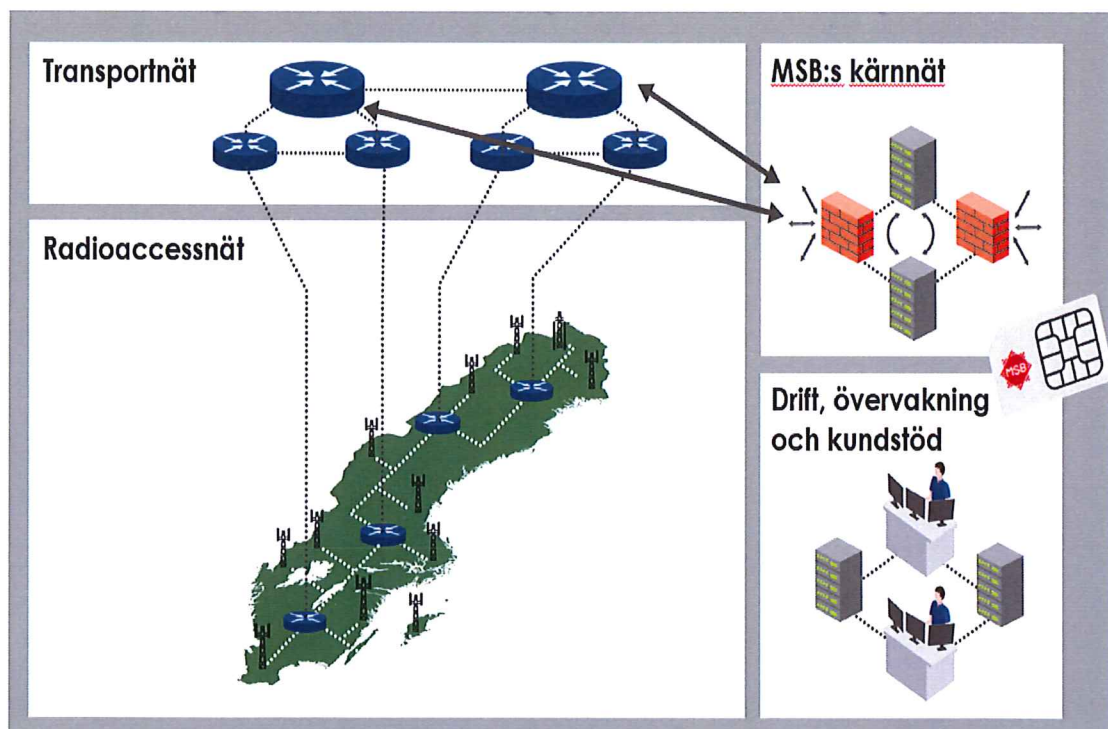 Transportnät
MSB:s kärnnät
Radioaccessnät
MSB
Drift, övervakning
och kundstöd